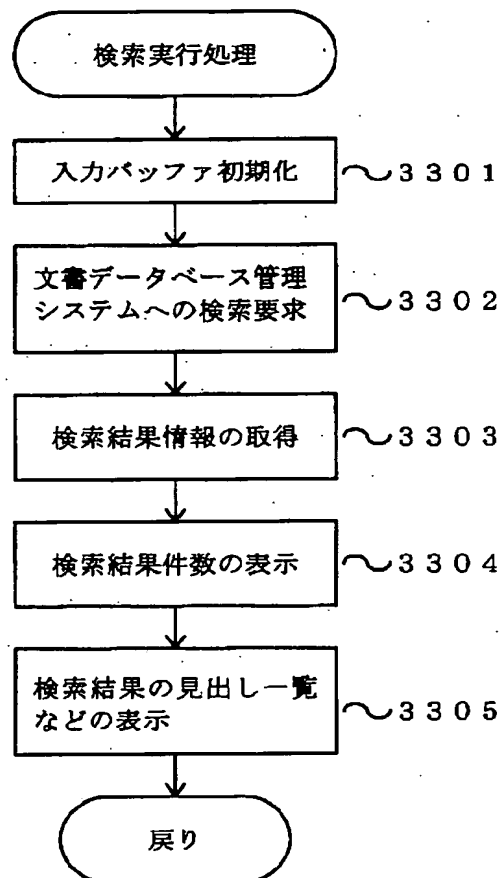 検索実行処理
入力バッファ初期化 ～3301
文書データベース管理
システムへの検索要求 ～3302
検索結果情報の取得 ～3303
検索結果件数の表示 ～3304
検索結果の見出し一覧
などの表示 ～3305
戻り